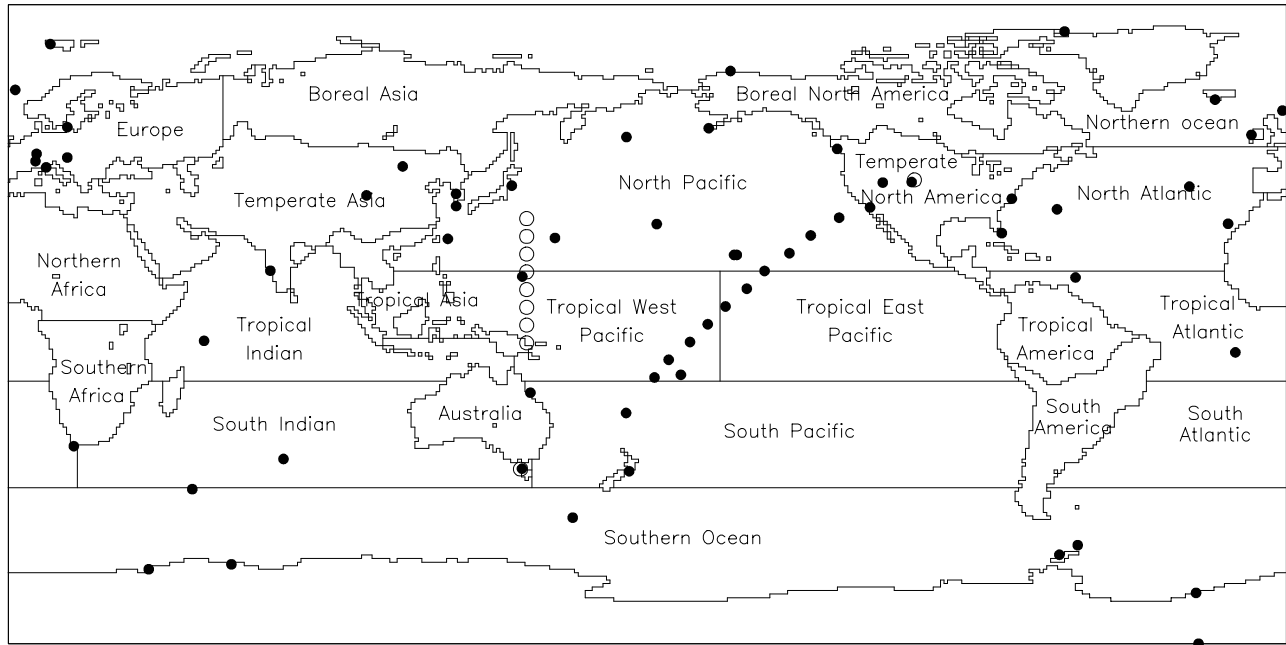 Boreal Asia
Boreal North America
Europe
Northern ocean
Temperate
North America
North Pacific
Temperate Asia
North Atlantic
Northern
Africa
Tropical Asia
Tropical West
Pacific
Tropical East
Pacific
Tropical
Atlantic
Tropical
Indian
Tropical
America
Southern
Africa
Australia
South
America
South
Atlantic
South Indian
South Pacific
Southern Ocean